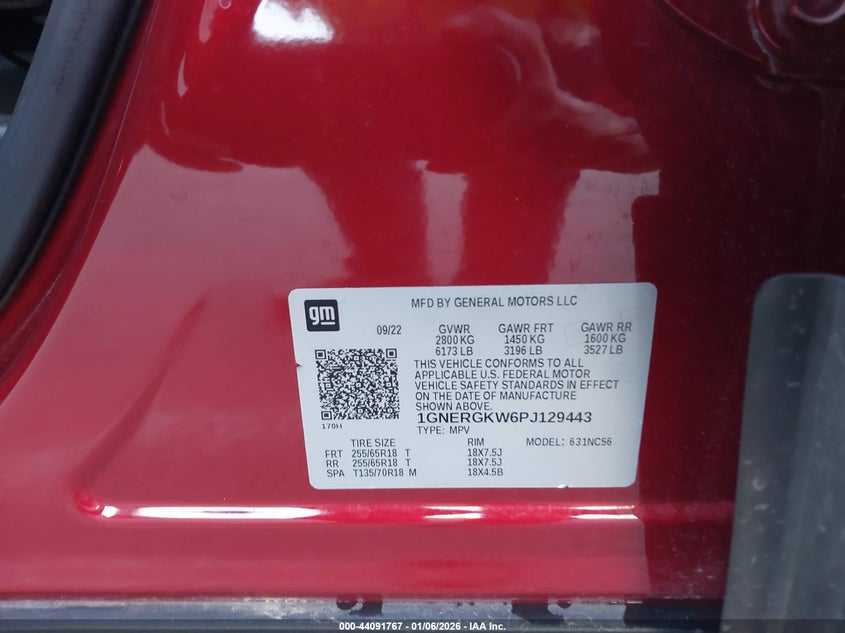 gm
MFD BY GENERAL MOTORS LLC
09/22 GVWR GAWR FRT GAWR RR
2800 KG 1450 KG 1600 KG
6173 LB 3196 LB 3527 LB
THIS VEHICLE CONFORMS TO ALL
APPLICABLE U.S. FEDERAL MOTOR
VEHICLE SAFETY STANDARDS IN EFFECT
ON THE DATE OF MANUFACTURE
SHOWN ABOVE.
170H
1GNERGKW6PJ129443
TYPE: MPV MODEL: 631NC56
TIRE SIZE RIM
FRT 255/65R18 T 18X7.5J
RR 255/65R18 T 18X7.5J
SPA T135/70R18 M 18X4.5B
000-44091767 - 01/06/2026 - IAA Inc.